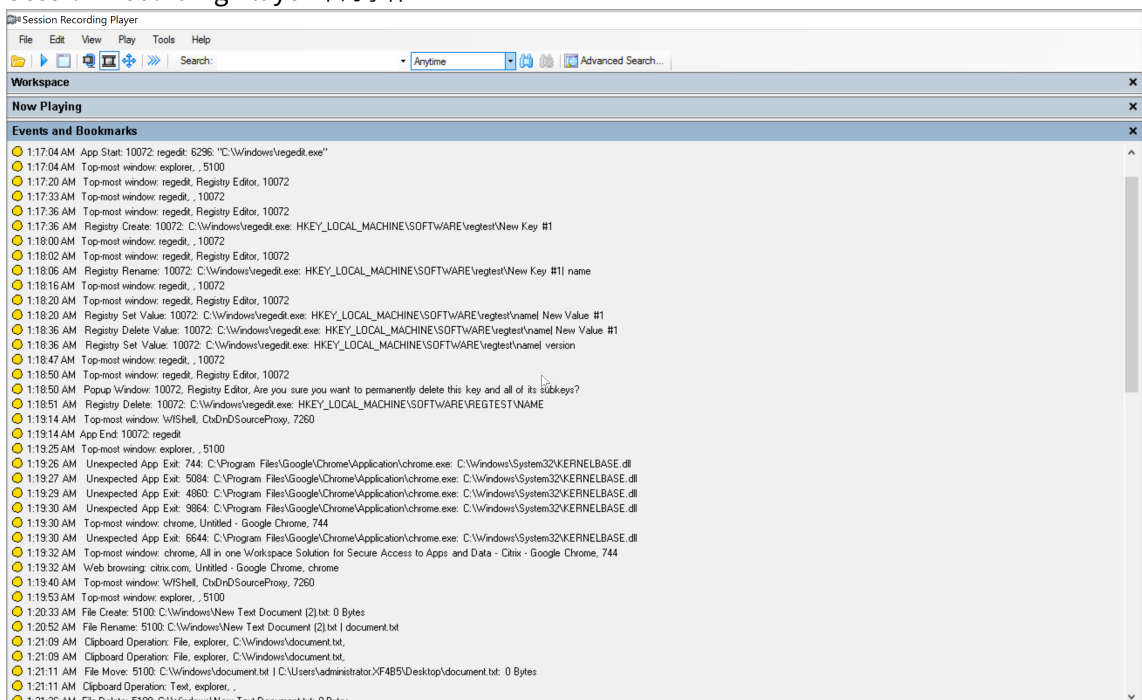 Session Recording Player
File Edit View Play Tools Help
Search: Anytime Advanced Search...
Workspace
Now Playing
Events and Bookmarks
1:17:04 AM App Start: 10072: regedit: 6296: "C:\Windows\regedit.exe"
1:17:04 AM Top-most window: explorer, , 5100
1:17:20 AM Top-most window: regedit, Registry Editor, 10072
1:17:33 AM Top-most window: regedit, , 10072
1:17:36 AM Top-most window: regedit, Registry Editor, 10072
1:17:36 AM Registry Create: 10072: C:\Windows\regedit.exe: HKEY_LOCAL_MACHINE\SOFTWARE\regtest\New Key #1
1:18:00 AM Top-most window: regedit, , 10072
1:18:02 AM Top-most window: regedit, Registry Editor, 10072
1:18:06 AM Registry Rename: 10072: C:\Windows\regedit.exe: HKEY_LOCAL_MACHINE\SOFTWARE\regtest\New Key #1| name
1:18:16 AM Top-most window: regedit, , 10072
1:18:20 AM Top-most window: regedit, Registry Editor, 10072
1:18:20 AM Registry Set Value: 10072: C:\Windows\regedit.exe: HKEY_LOCAL_MACHINE\SOFTWARE\regtest\name| New Value #1
1:18:36 AM Registry Delete Value: 10072: C:\Windows\regedit.exe: HKEY_LOCAL_MACHINE\SOFTWARE\regtest\name| New Value #1
1:18:36 AM Registry Set Value: 10072: C:\Windows\regedit.exe: HKEY_LOCAL_MACHINE\SOFTWARE\regtest\name| version
1:18:47 AM Top-most window: regedit, , 10072
1:18:50 AM Top-most window: regedit, Registry Editor, 10072
1:18:50 AM Popup Window: 10072, Registry Editor, Are you sure you want to permanently delete this key and all of its subkeys?
1:18:51 AM Registry Delete: 10072: C:\Windows\regedit.exe: HKEY_LOCAL_MACHINE\SOFTWARE\REGTEST\NAME
1:19:14 AM Top-most window: WfShell, CtxDnDSourceProxy, 7260
1:19:14 AM App End: 10072: regedit
1:19:25 AM Top-most window: explorer, , 5100
1:19:26 AM Unexpected App Exit: 744: C:\Program Files\Google\Chrome\Application\chrome.exe: C:\Windows\System32\KERNELBASE.dll
1:19:27 AM Unexpected App Exit: 5084: C:\Program Files\Google\Chrome\Application\chrome.exe: C:\Windows\System32\KERNELBASE.dll
1:19:29 AM Unexpected App Exit: 4860: C:\Program Files\Google\Chrome\Application\chrome.exe: C:\Windows\System32\KERNELBASE.dll
1:19:30 AM Unexpected App Exit: 9864: C:\Program Files\Google\Chrome\Application\chrome.exe: C:\Windows\System32\KERNELBASE.dll
1:19:30 AM Top-most window: chrome, Untitled - Google Chrome, 744
1:19:30 AM Unexpected App Exit: 6644: C:\Program Files\Google\Chrome\Application\chrome.exe: C:\Windows\System32\KERNELBASE.dll
1:19:32 AM Top-most window: chrome, All in one Workspace Solution for Secure Access to Apps and Data - Citrix - Google Chrome, 744
1:19:32 AM Web browsing: citrix.com, Untitled - Google Chrome, chrome
1:19:40 AM Top-most window: WfShell, CtxDnDSourceProxy, 7260
1:19:53 AM Top-most window: explorer, , 5100
1:20:33 AM File Create: 5100: C:\Windows\New Text Document (2).txt: 0 Bytes
1:20:52 AM File Rename: 5100: C:\Windows\New Text Document (2).txt | document.txt
1:21:09 AM Clipboard Operation: File, explorer, C:\Windows\document.txt,
1:21:09 AM Clipboard Operation: File, explorer, C:\Windows\document.txt,
1:21:11 AM File Move: 5100: C:\Windows\document.txt | C:\Users\administrator.XF4B5\Desktop\document.txt: 0 Bytes
1:21:11 AM Clipboard Operation: Text, explorer, ,